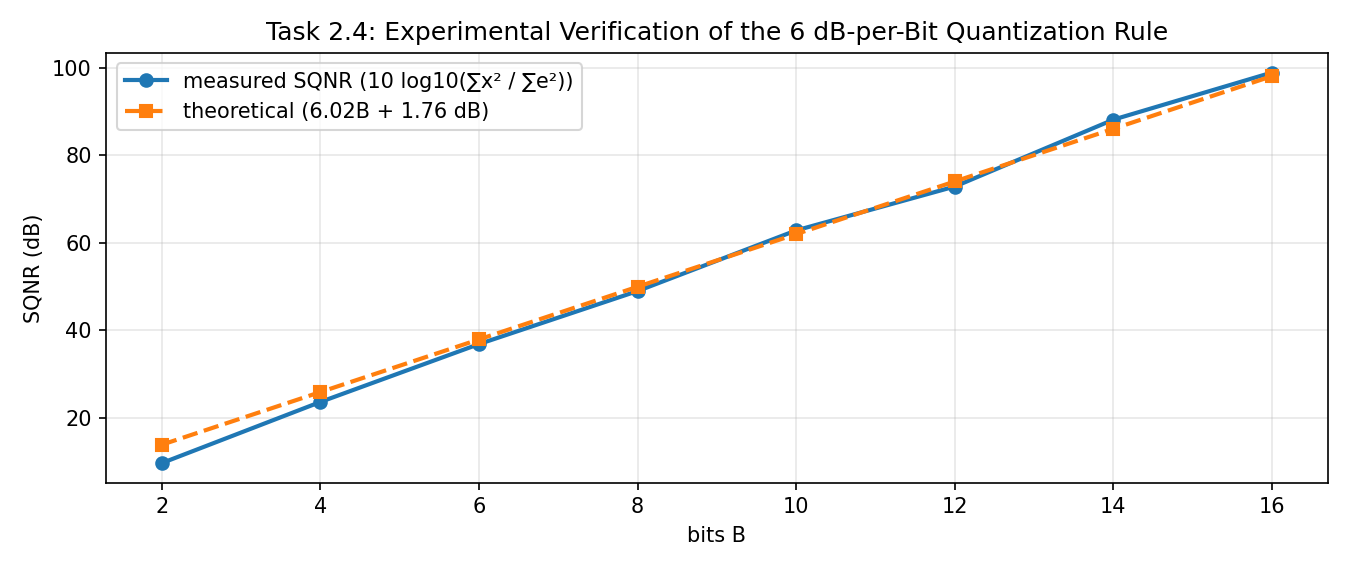 Task 2.4: Experimental Verification of the 6 dB-per-Bit Quantization Rule
measured SQNR (10 log10(∑x² / ∑e²))
theoretical (6.02B + 1.76 dB)
SQNR (dB)
100
80
60
40
20
2 4 6 8 10 12 14 16
bits B